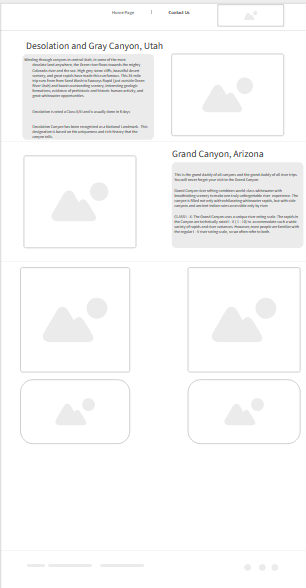 Home Page | Contact Us
Desolation and Gray Canyon, Utah
Winding through canyons in central Utah, in some of the most
desolate land anywhere, the Green river flows towards the mighty
Colorado river and the sea. High gray stone cliffs, beautiful desert
scenery, and great rapids have made this run famous. This 84 mile
trip runs from
River Utah) and boasts outstanding scenery, interesting geologic
formations, evidence of prehistoric and historic human activity, and
great whitewater opportunities.
Desolation is rated a Class II/III and is usually done in 6 days
Desolation Canyon has been recognized as a National Landmark. This
designation is based on the uniqueness and rich history that the
canyon tells.
Grand Canyon, Arizona
This is the grand daddy of all canyons and the grand daddy of all river trips.
You will never forget your visit to the Grand Canyon.
Grand Canyon river rafting combines world class whitewater with
breathtaking scenery to make one truly unforgettable river experience. The
canyon is filled not only with exhilarating whitewater rapids, but with side
canyons and ancient Indian ruins accessible only by river.
CLASS I - 4 The Grand Canyon uses a unique river rating scale. The rapids in
the Canyon are technically rated I - X (1 - 10) to accommodate such a wide
variety of rapids and river variances. However, most people are familiar with
the regular I - V river rating scale, so we often refer to both.